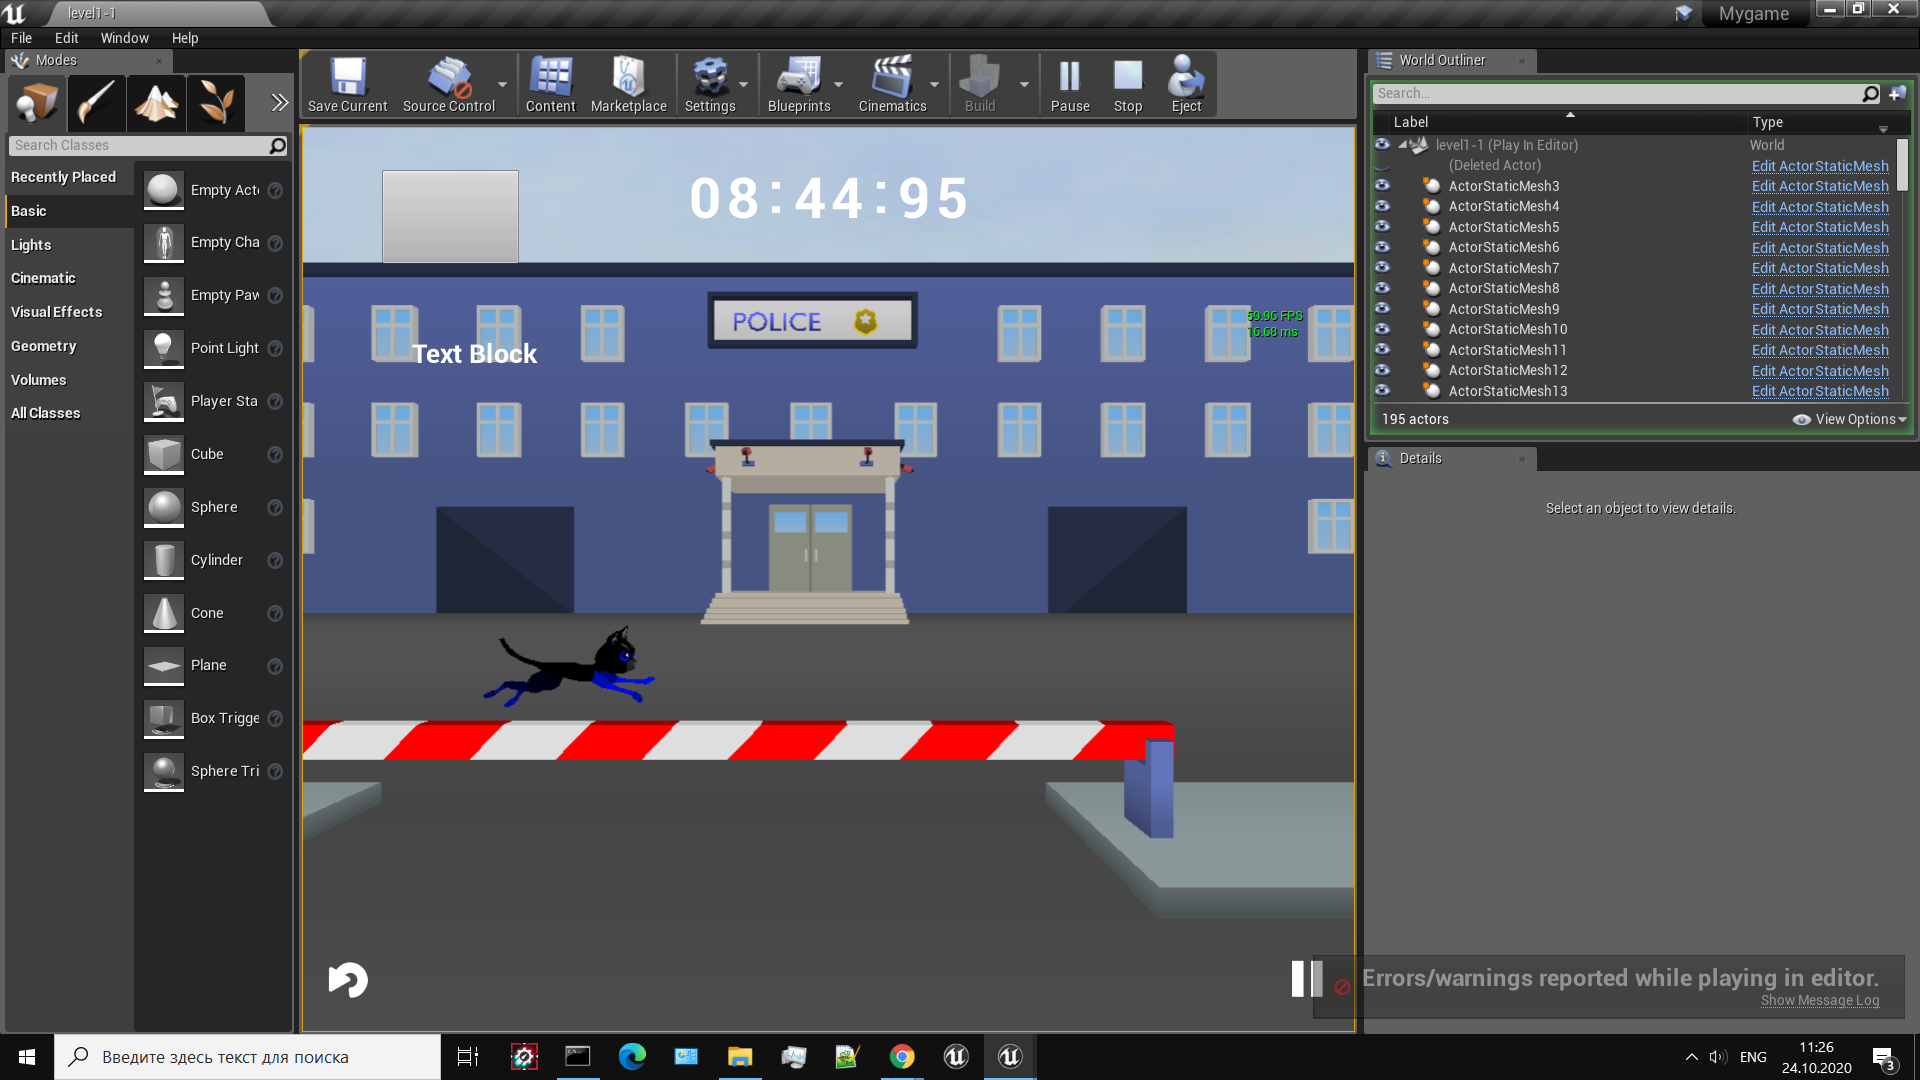 level1-1
Mygame
File Edit Window Help
Modes
Search Classes
Recently Placed
Basic
Lights
Cinematic
Visual Effects
Geometry
Volumes
All Classes
Empty Acto
Empty Cha
Empty Paw
Point Light
Player Sta
Cube
Sphere
Cylinder
Cone
Plane
Box Trigge
Sphere Tri
Save Current
Source Control
Content
Marketplace
Settings
Blueprints
Cinematics
Build
Pause
Stop
Eject
08:44:95
POLICE
59.96 FPS
16.68 ms
Text Block
World Outliner
Search...
Label Type
level1-1 (Play In Editor) World
(Deleted Actor) Edit ActorStaticMesh
ActorStaticMesh3 Edit ActorStaticMesh
ActorStaticMesh4 Edit ActorStaticMesh
ActorStaticMesh5 Edit ActorStaticMesh
ActorStaticMesh6 Edit ActorStaticMesh
ActorStaticMesh7 Edit ActorStaticMesh
ActorStaticMesh8 Edit ActorStaticMesh
ActorStaticMesh9 Edit ActorStaticMesh
ActorStaticMesh10 Edit ActorStaticMesh
ActorStaticMesh11 Edit ActorStaticMesh
ActorStaticMesh12 Edit ActorStaticMesh
ActorStaticMesh13 Edit ActorStaticMesh
195 actors
View Options
Details
Select an object to view details.
Errors/warnings reported while playing in editor.
Show Message Log
Введите здесь текст для поиска
ENG
11:26
24.10.2020
3